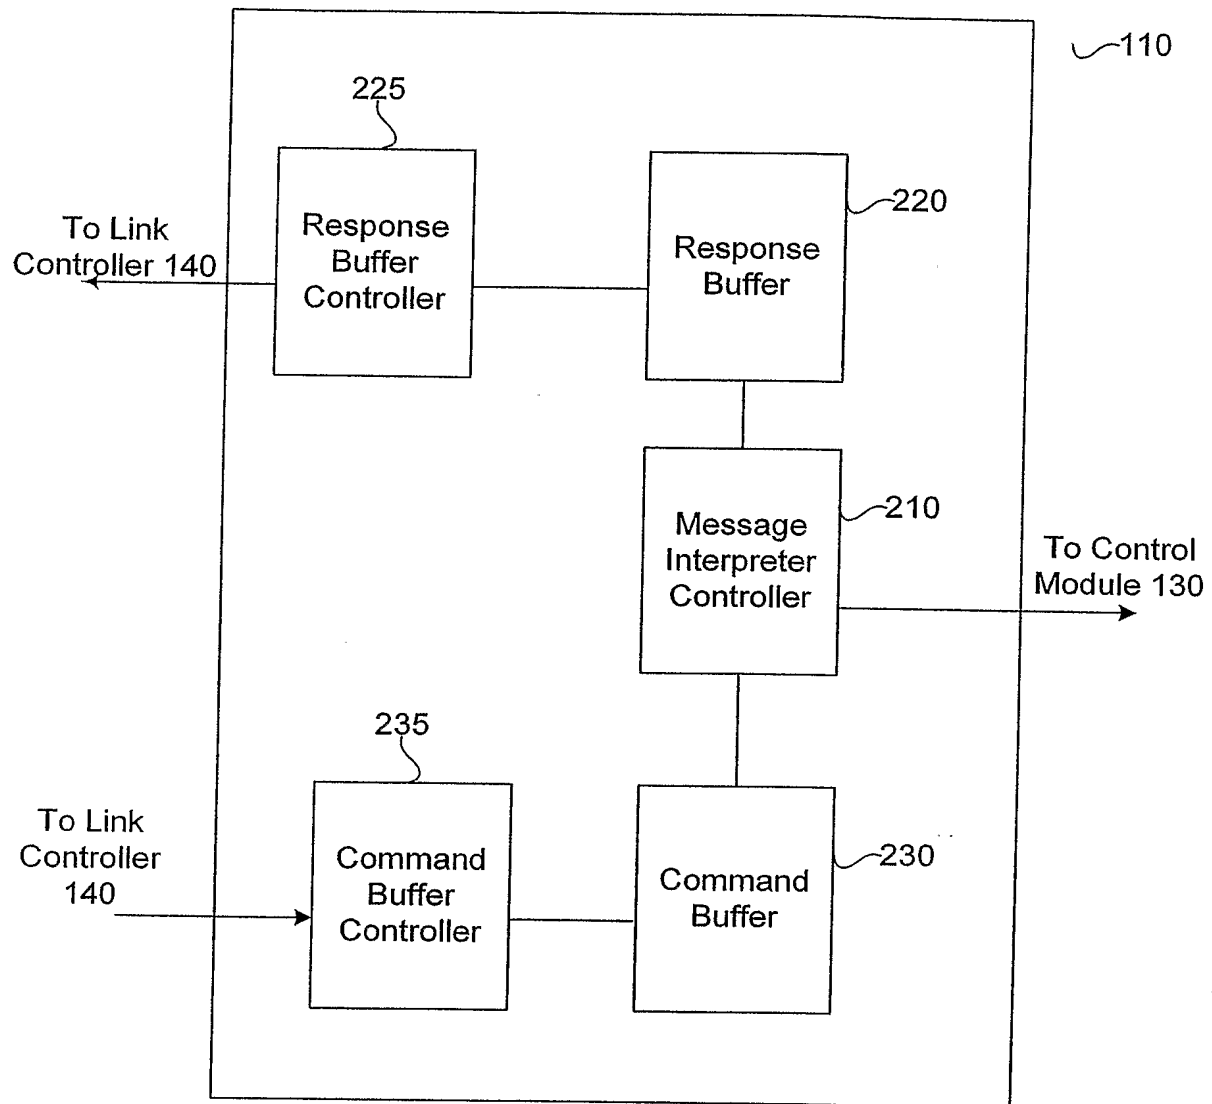 110
225
Response
Buffer
Controller
220
Response
Buffer
To Link
Controller 140
210
Message
Interpreter
Controller
To Control
Module 130
235
Command
Buffer
Controller
230
Command
Buffer
To Link
Controller
140